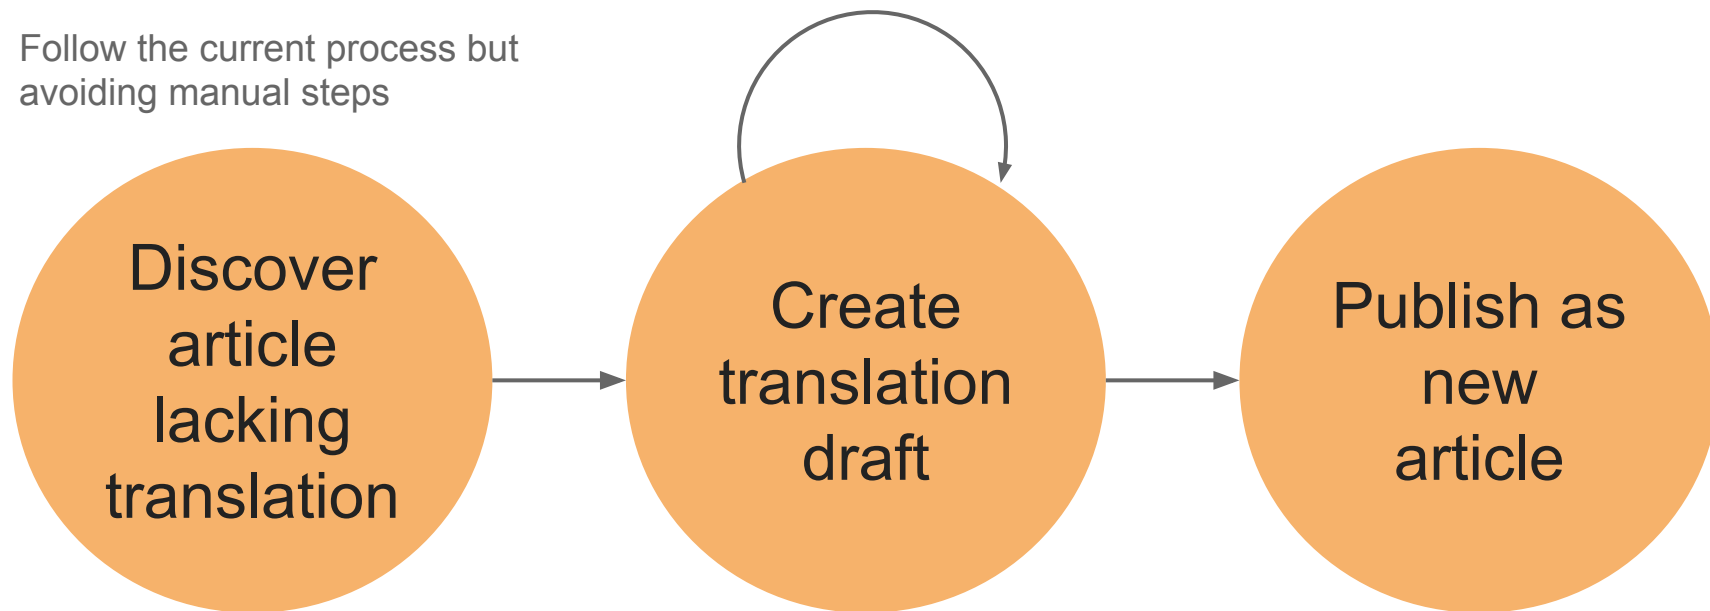 Follow the current process but
avoiding manual steps
Discover
article
lacking
translation
Create
translation
draft
Publish as
new
article